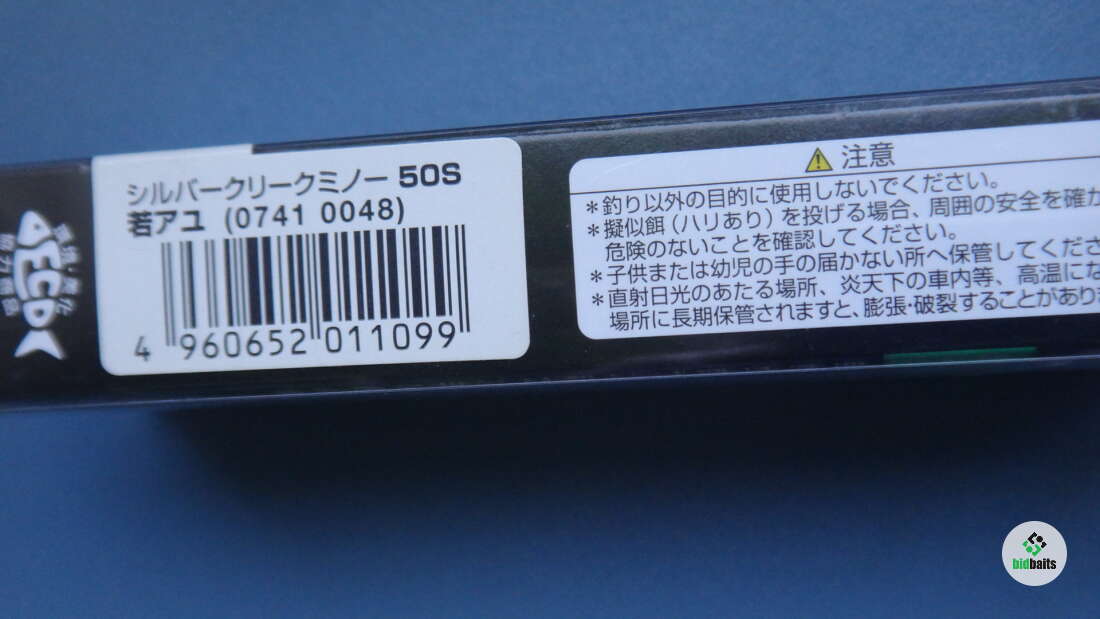 シルバークリークミノー 50S
若アユ (0741 0048)
4 960652 011099
ECO
注意
*釣り以外の目的に使用しないでください。
*擬似餌(ハリあり)を投げる場合、周囲の安全を確か
危険のないことを確認してください。
*子供または幼児の手の届かない所へ保管してくださ
*直射日光のあたる場所、炎天下の車内等、高温にな
場所に長期保管されますと、膨張・破裂することがあり
bidbaits